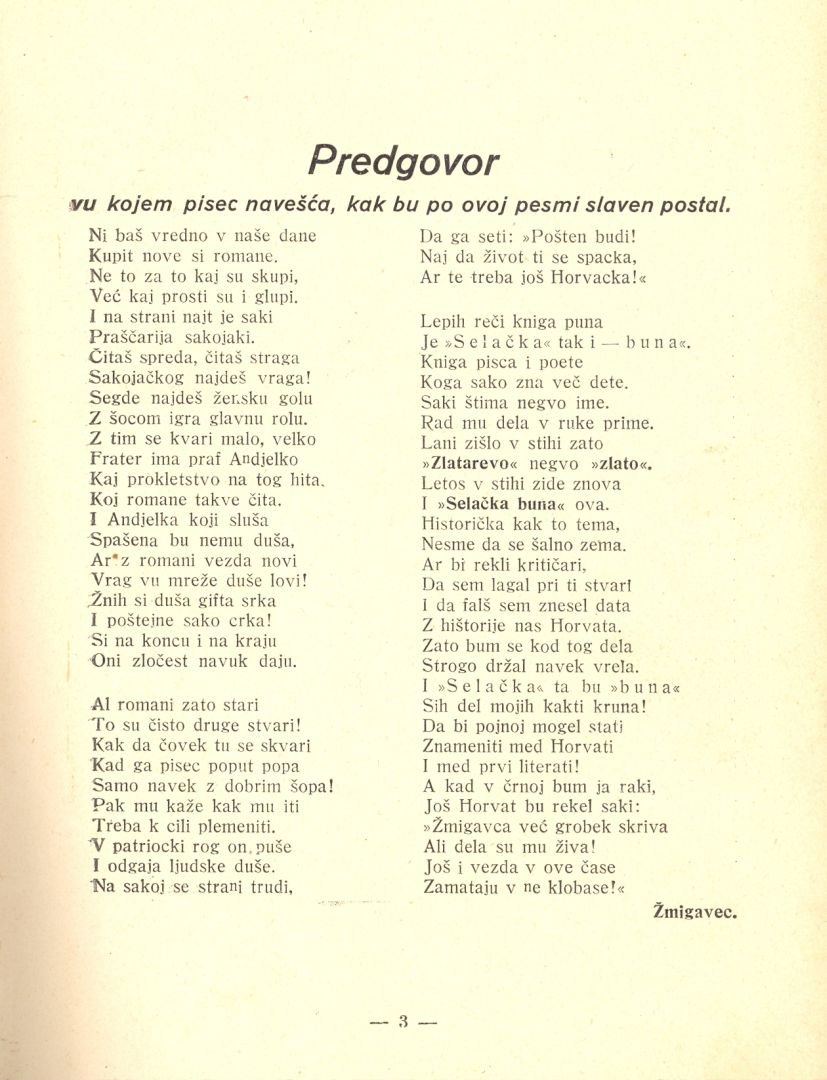 Predgovor
vu kojem pisec navešća, kak bu po ovoj pesmi slaven postal.
Ni baš vredno v naše dane
Kupit nove si romane.
Ne to za to kaj su skupi,
Već kaj prosti su i glupi.
I na strani najt je saki
Praščarija sakojaki.
Čitaš spreda, čitaš straga
Sakojačkog najdeš vraga!
Segde najdeš žensku golu
Z šocom igra glavnu rolu.
Z tim se kvari malo, velko
Frater ima praf Andjelko
Kaj prokletstvo na tog hita,
Koj romane takve čita.
I Andjelka koji sluša
Spašena bu nemu duša,
Ar z romani vezda novi
Vrag vu mreže duše lovi!
Žnih si duša gifta srka
I poštejne sako crka!
Si na koncu i na kraju
Oni zločest navuk daju.

Al romani zato stari
To su čisto druge stvari!
Kak da čovek tu se skvari
Kad ga pisec poput popa
Samo navek z dobrim šopa!
Pak mu kaže kak mu iti
Treba k cili plemeniti.
V patriocki rog on puše
I odgaja ljudske duše.
Na sakoj se strani trudi,
Da ga seti: »Pošten budi!
Naj da život ti se spacka,
Ar te treba još Horvacka!«

Lepih reči kniga puna
Je »Selačka« tak i — buna«.
Kniga pisca i poete
Koga sako zna več dete.
Saki štima negvo ime.
Rad mu dela v ruke prime.
Lani zišlo v stihi zato
»Zlatarevo« negvo »zlato«.
Letos v stihi zide znova
I »Selačka buna« ova.
Historička kak to tema,
Nesme da se šalno zema.
Ar bi rekli kritičari,
Da sem lagal pri ti stvari
I da falš sem znesel data
Z hištorije nas Horvata.
Zato bum se kod tog dela
Strogo držal navek vrela.
I »Selačka« ta bu »buna«
Sih del mojih kakti kruna!
Da bi pojnoj mogel stati
Znameniti med Horvati
I med prvi literati!
A kad v črnoj bum ja raki,
Još Horvat bu rekel saki:
»Žmigavca već grobek skriva
Ali dela su mu živa!
Još i vezda v ove čase
Zamataju v ne klobase!«
Žmigavec.
— 3 —